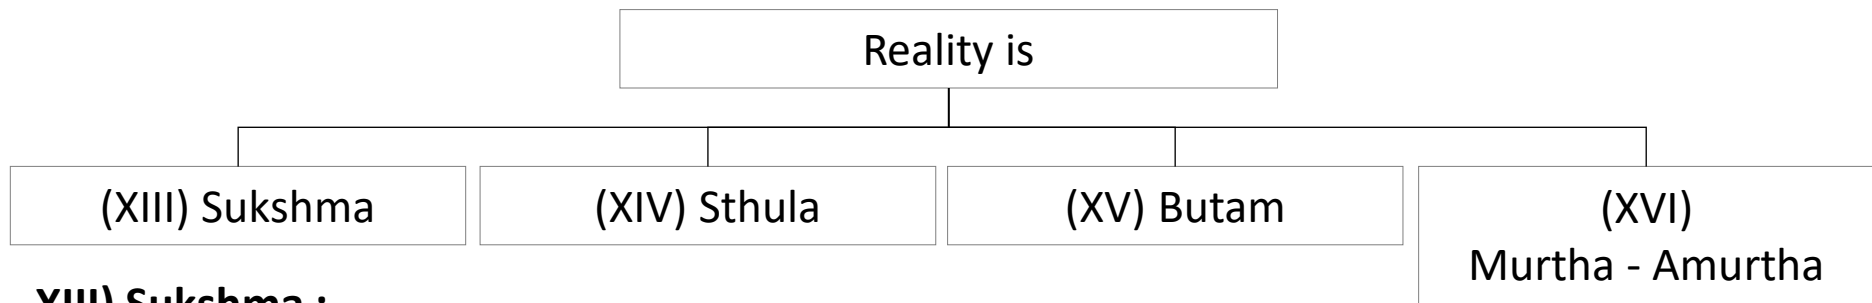 Reality is
(XIII) Sukshma
(XIV) Sthula
(XV) Butam
(XVI)
Murtha - Amurtha
XIII) Sukshma :